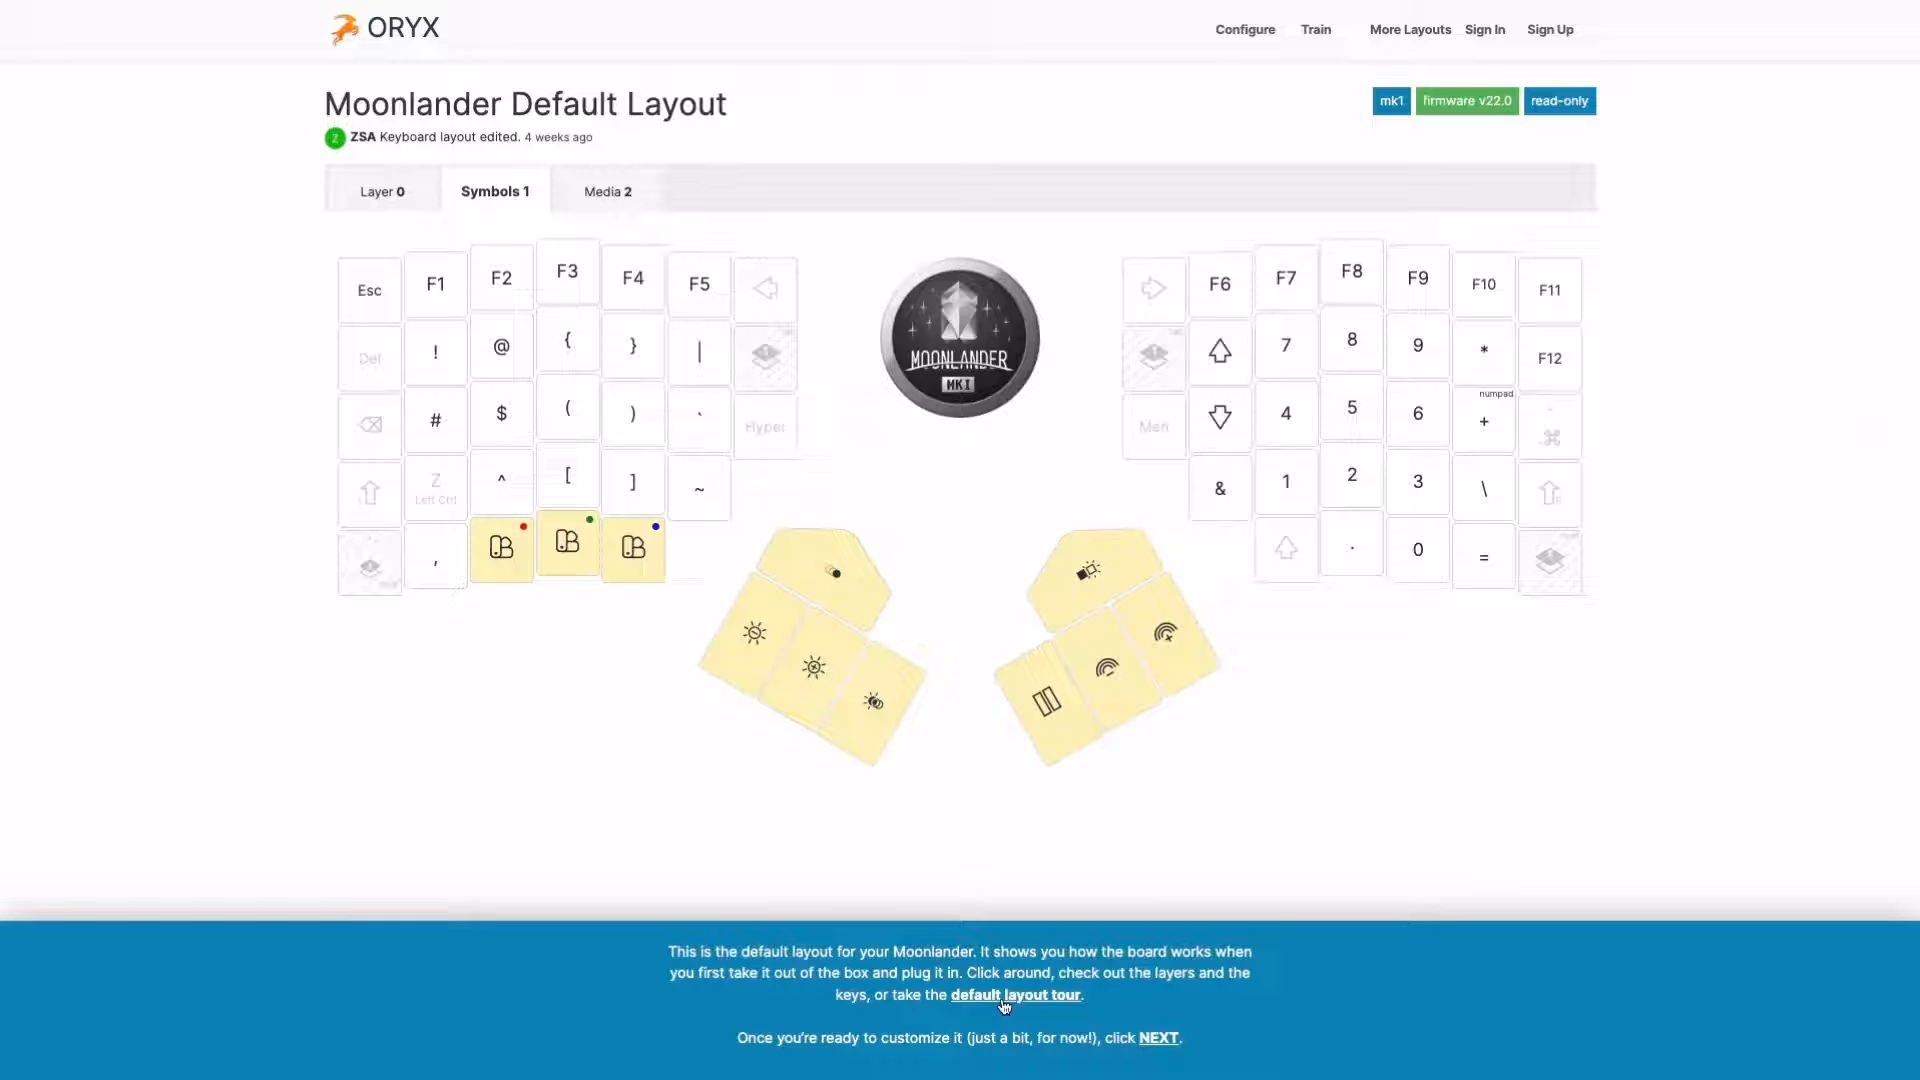 ORYX
Configure Train More Layouts Sign In Sign Up
Moonlander Default Layout
mk1 firmware v22.0 read-only
Z ZSA Keyboard layout edited. 4 weeks ago
Layer 0 Symbols 1 Media 2
Esc F1 F2 F3 F4 F5 F6 F7 F8 F9 F10 F11
Del ! @ { } | 7 8 9 * F12
MOONLANDER
MK I
numpad
# $ ( ) ` Hyper Meh 4 5 6 +
Z ^ [ ] ~ & 1 2 3 \
Left Ctrl
, . 0 =
This is the default layout for your Moonlander. It shows you how the board works when
you first take it out of the box and plug it in. Click around, check out the layers and the
keys, or take the default layout tour.
Once you're ready to customize it (just a bit, for now!), click NEXT.